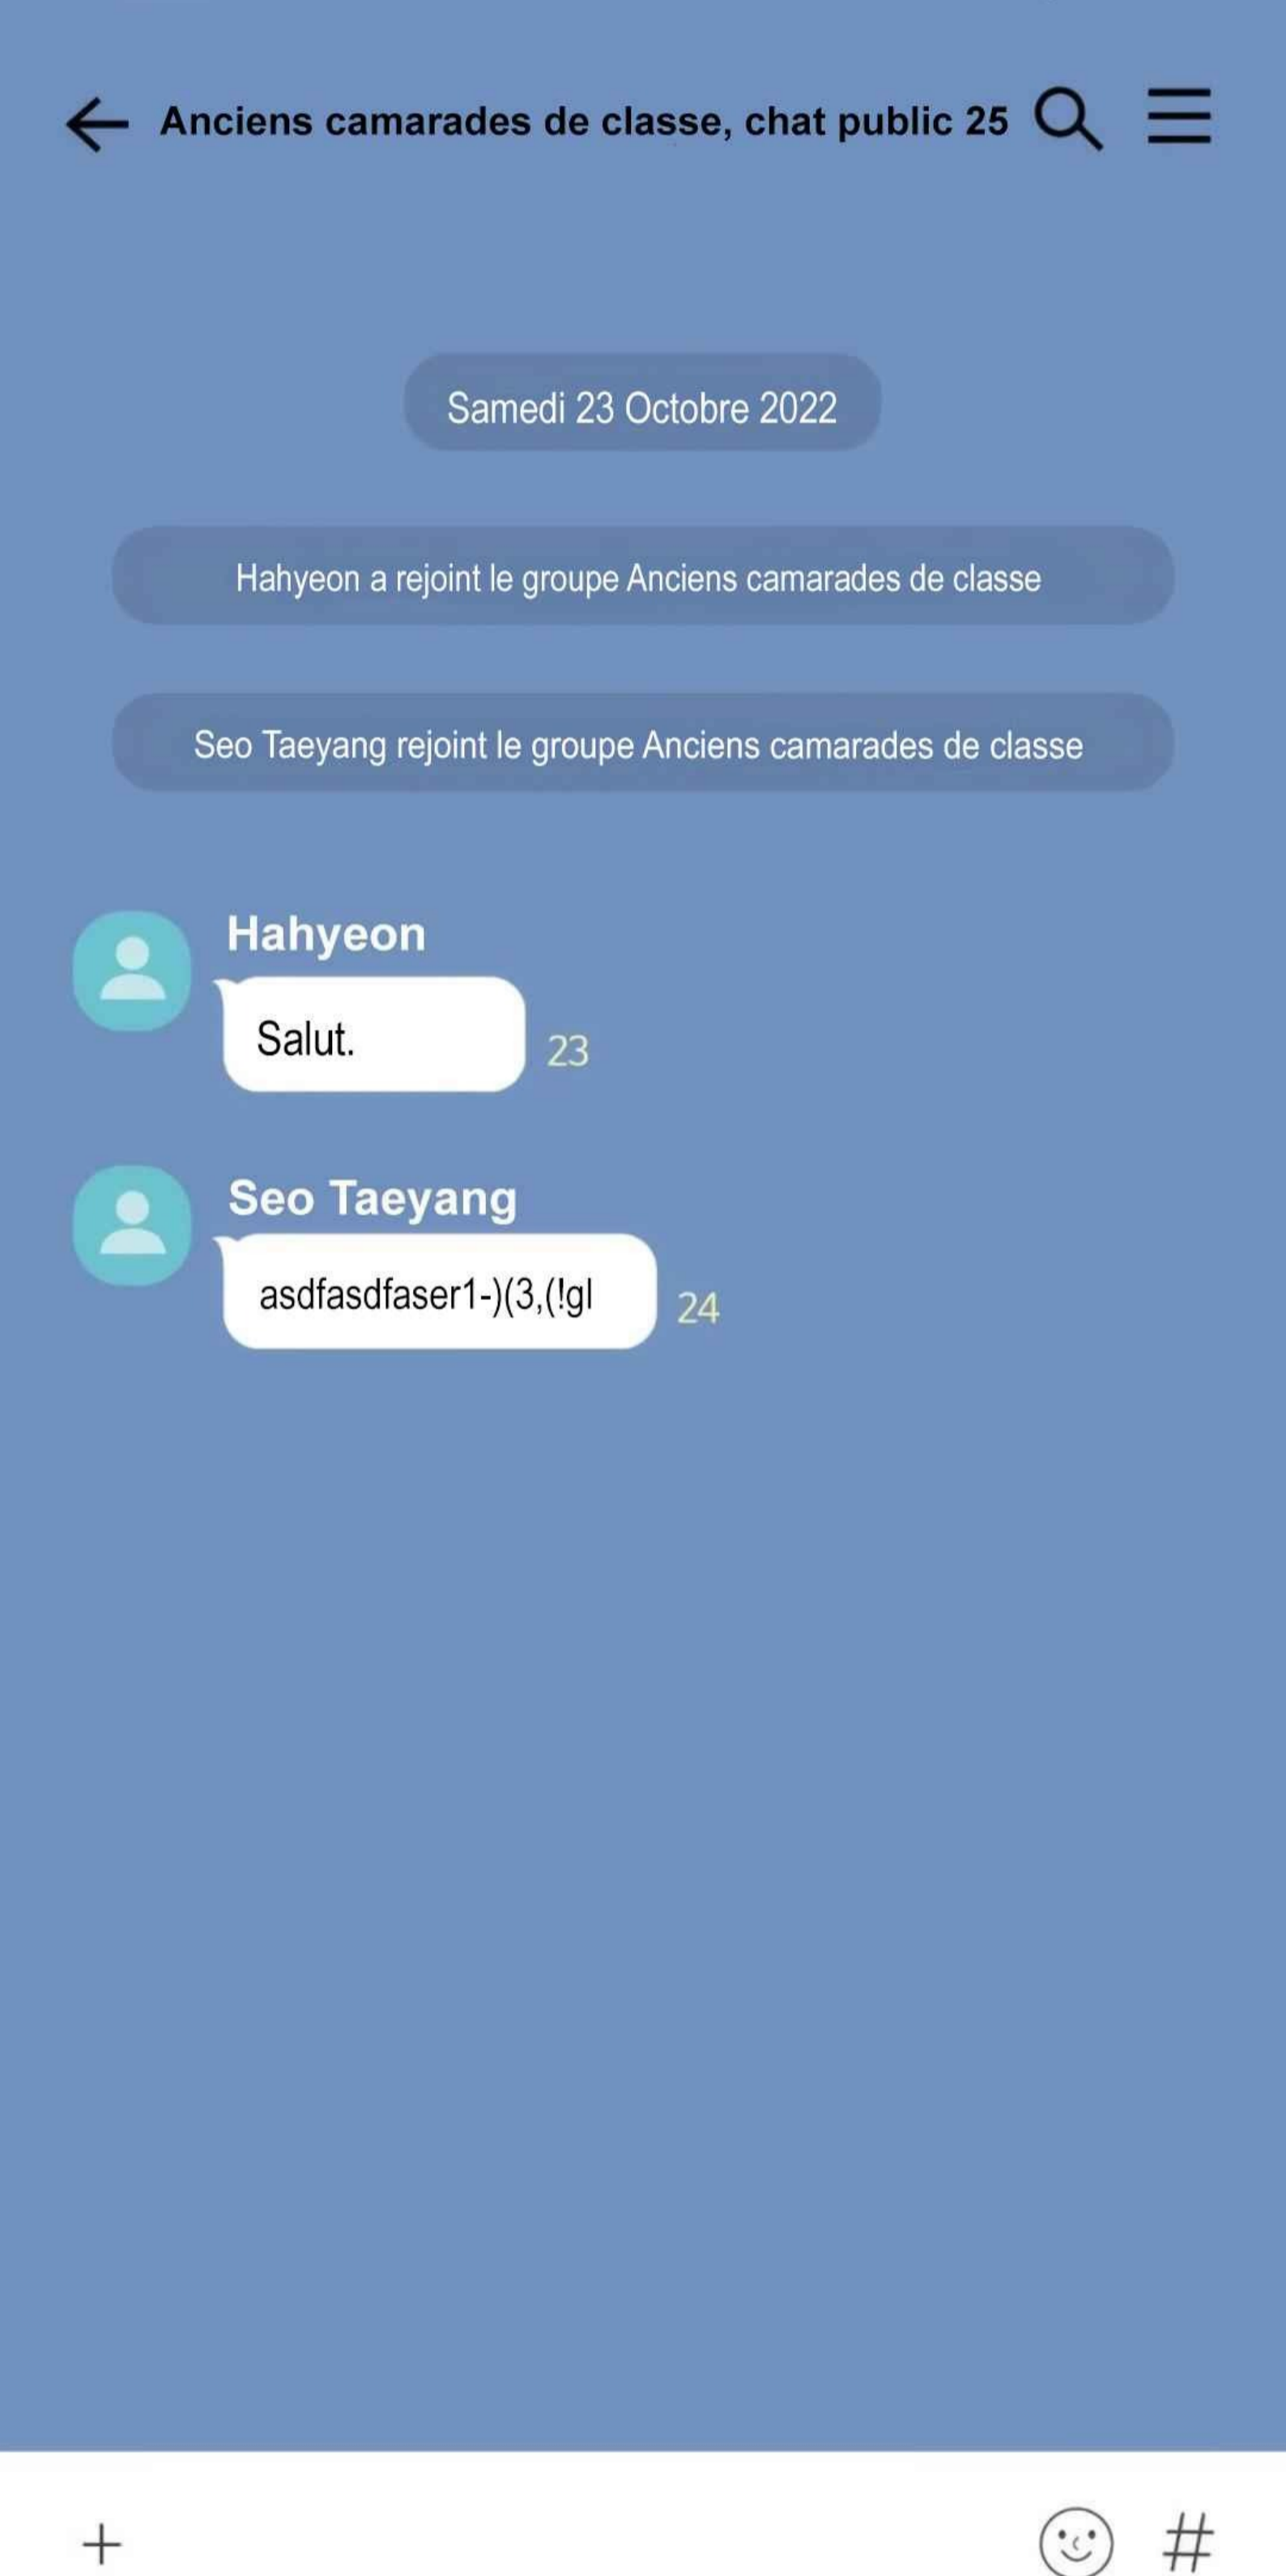 Anciens camarades de classe, chat public 25
Samedi 23 Octobre 2022
Hahyeon a rejoint le groupe Anciens camarades de classe
Seo Taeyang rejoint le groupe Anciens camarades de classe
Hahyeon
Salut.
23
Seo Taeyang
asdfasdfaser1-)(3,(!gl
24
+
#